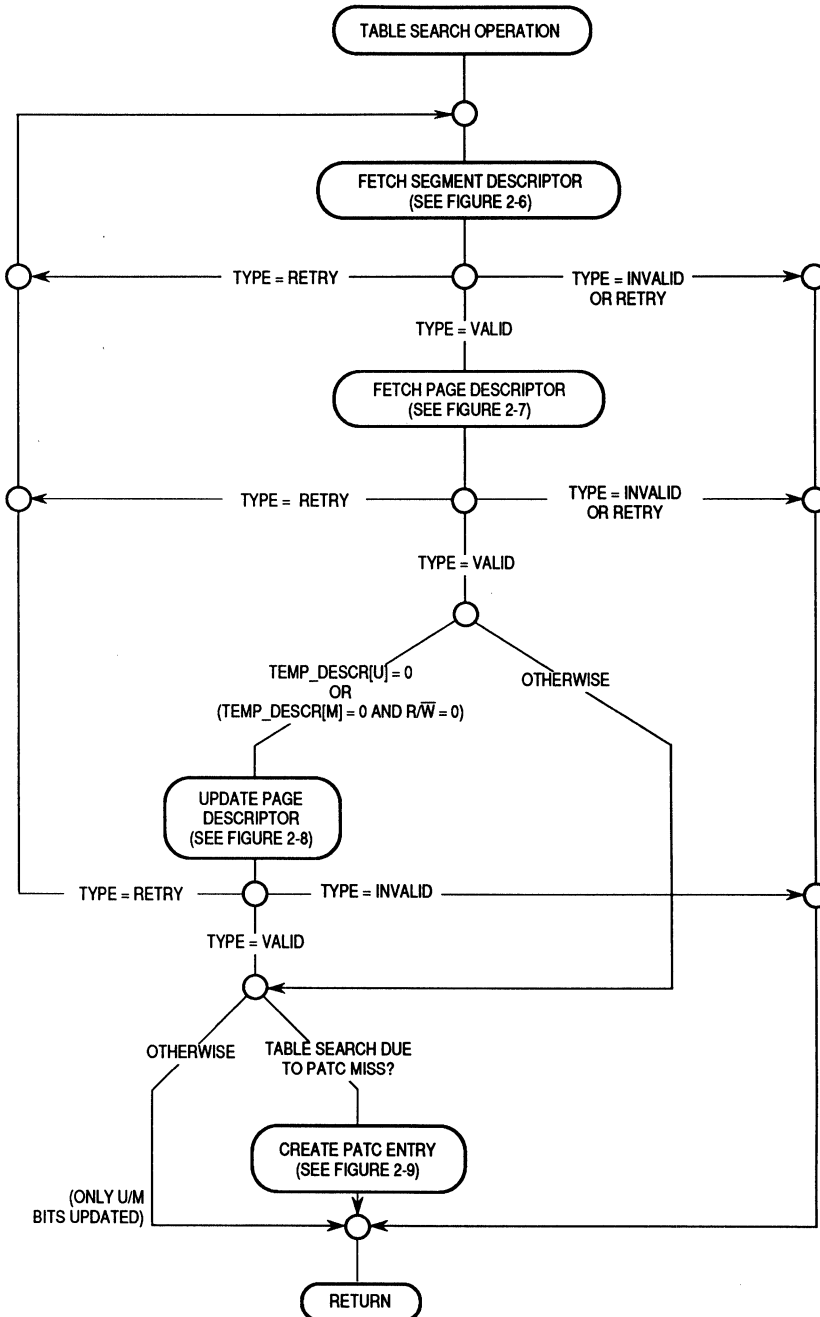 TABLE SEARCH OPERATION
FETCH SEGMENT DESCRIPTOR
(SEE FIGURE 2-6)
TYPE = RETRY
TYPE = INVALID
OR RETRY
TYPE = VALID
FETCH PAGE DESCRIPTOR
(SEE FIGURE 2-7)
TYPE = RETRY
TYPE = INVALID
OR RETRY
TYPE = VALID
TEMP_DESCR[U] = 0
OR
(TEMP_DESCR[M] = 0 AND R/W̅ = 0)
OTHERWISE
UPDATE PAGE
DESCRIPTOR
(SEE FIGURE 2-8)
TYPE = RETRY
TYPE = INVALID
TYPE = VALID
OTHERWISE
TABLE SEARCH DUE
TO PATC MISS?
CREATE PATC ENTRY
(SEE FIGURE 2-9)
(ONLY U/M
BITS UPDATED)
RETURN